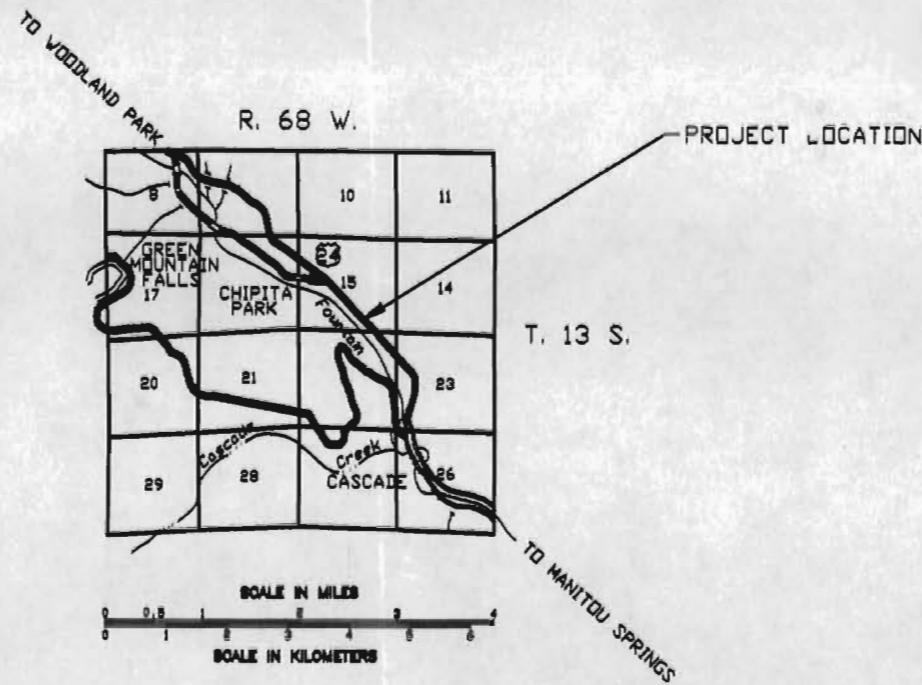 TO WOODLAND PARK
R. 68 W.
PROJECT LOCATION
8
10
11
24
GREEN
MOUNTAIN
FALLS
17
CHIPITA
PARK
15
14
Fountain
T. 13 S.
20
21
23
Cascade
Creek
29
28
CASCADE
26
TO MANITOU SPRINGS
SCALE IN MILES
0 0.5 1 2 3 4
0 1 2 3 4 5 6
SCALE IN KILOMETERS